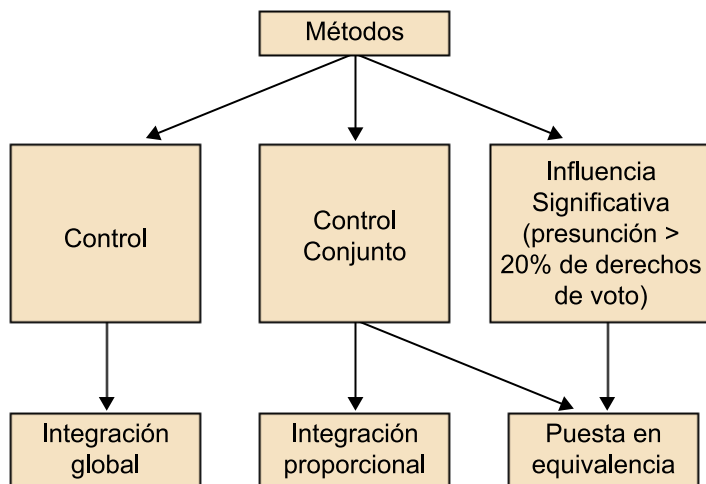 Métodos
Control
Control
Conjunto
Influencia
Significativa
(presunción >
20% de derechos
de voto)
Integración
global
Integración
proporcional
Puesta en
equivalencia